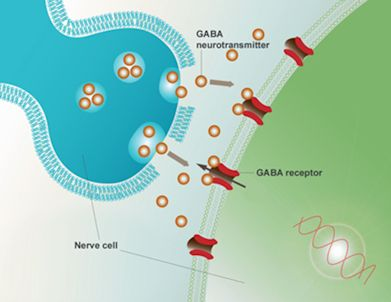 GABA
neurotransmitter
GABA receptor
Nerve cell